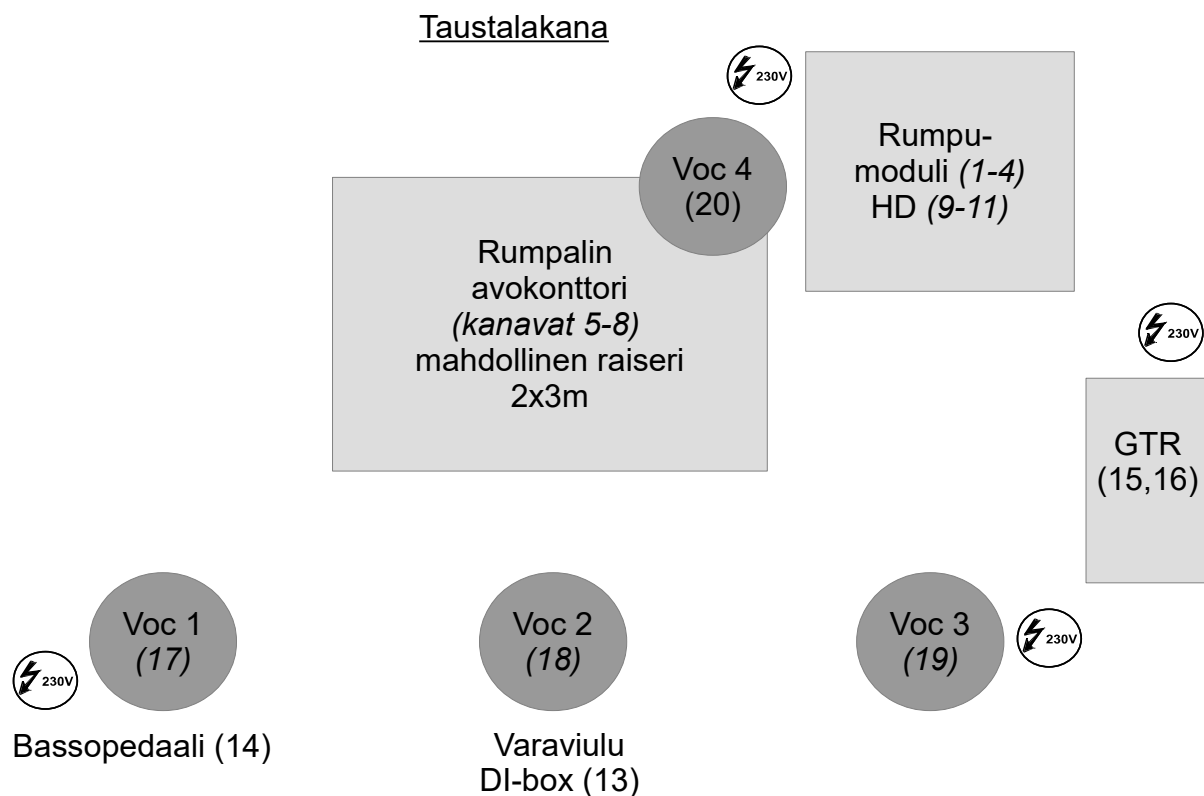 Taustalakana
230V
Rumpu-
moduli (1-4)
HD (9-11)
Voc 4
(20)
Rumpalin
avokonttori
(kanavat 5-8)
mahdollinen raiseri
2x3m
230V
GTR
(15,16)
Voc 1
(17)
230V
Voc 2
(18)
Voc 3
(19)
230V
Bassopedaali (14)
Varaviulu
DI-box (13)